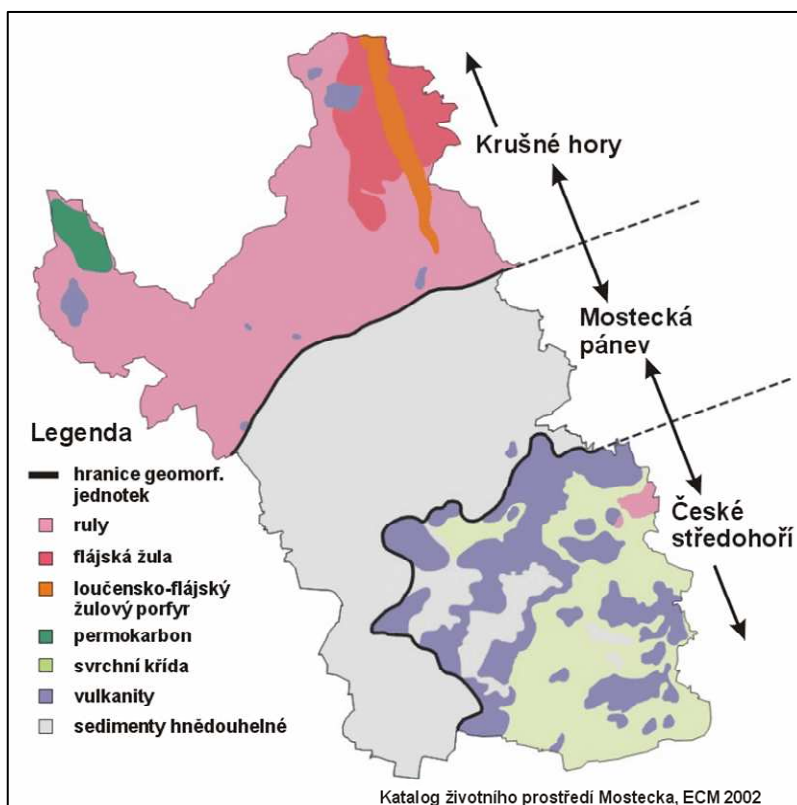 Krušné hory
Mostecká
pánev
České
středohoří
Legenda
hranice geomorf.
jednotek
ruly
flájská žula
loučensko-flájský
žulový porfyr
permokarbon
svrchní křída
vulkanity
sedimenty hnědouhelné
Katalog životního prostředí Mostecka, ECM 2002